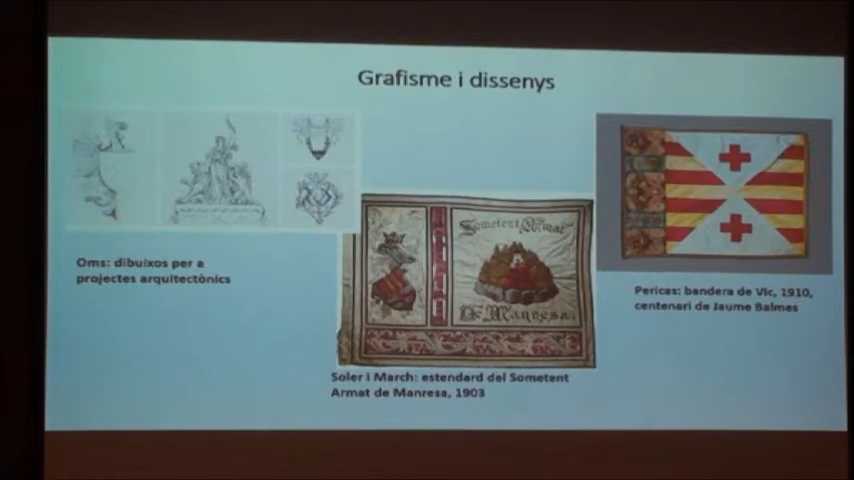 Grafisme i dissenys
Oms: dibuixos per a
projectes arquitectònics
Sometent Armat
De Manresa
Soler i March: estendard del Sometent
Armat de Manresa, 1903
Pericas: bandera de Vic, 1910,
centenari de Jaume Balmes